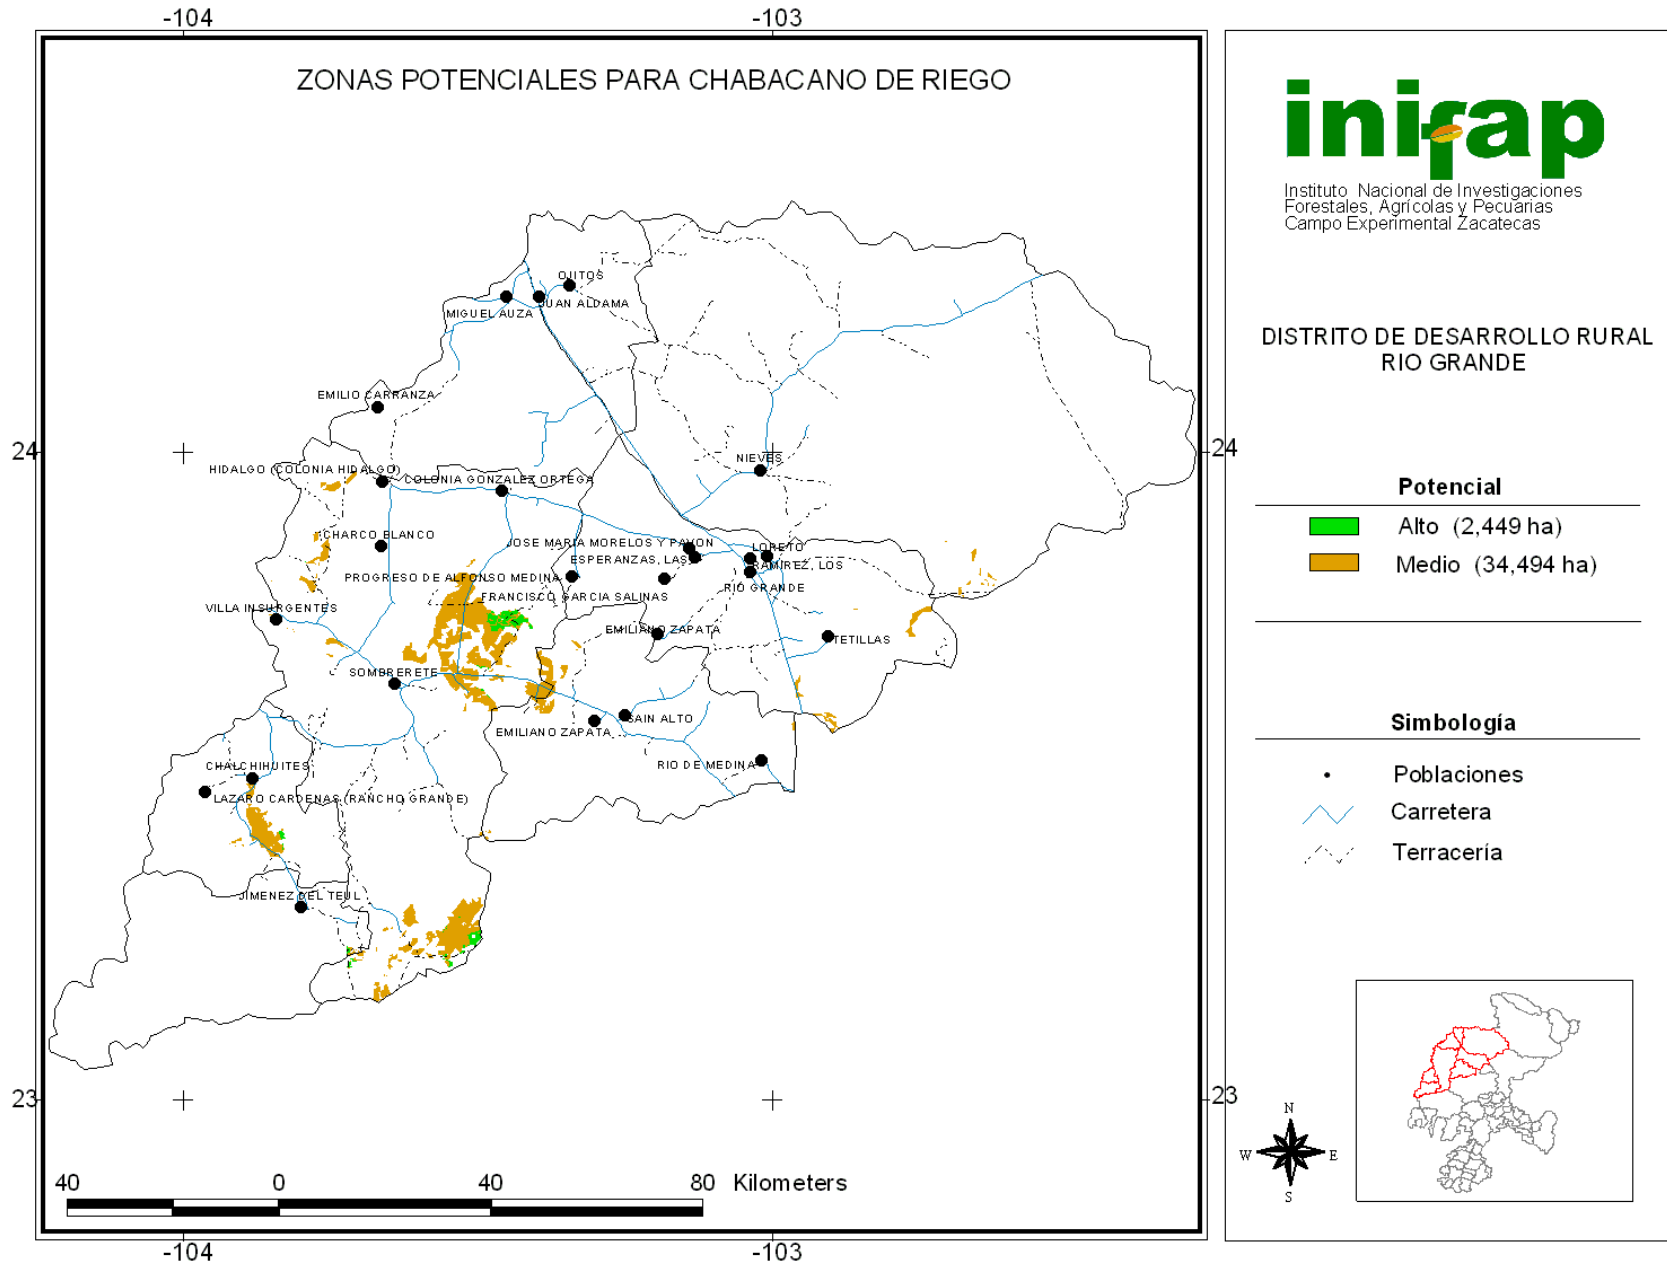 -104
-103
ZONAS POTENCIALES PARA CHABACANO DE RIEGO
OJITOS
JUAN ALDAMA
MIGUEL AUZA
EMILIO CARRANZA
24
24
NIEVES
HIDALGO (COLONIA HIDALGO)
COLONIA GONZALEZ ORTEGA
CHARCO BLANCO
JOSE MARIA MORELOS Y PAVON
LORETO
ESPERANZAS, LAS
RAMIREZ, LOS
PROGRESO DE ALFONSO MEDINA
RIO GRANDE
FRANCISCO GARCIA SALINAS
VILLA INSURGENTES
EMILIANO ZAPATA
TETILLAS
SOMBRERETE
SAIN ALTO
EMILIANO ZAPATA
RIO DE MEDINA
CHALCHIHUITES
LAZARO CARDENAS (RANCHO GRANDE)
JIMENEZ DEL TEUL
23
23
40 0 40 80 Kilometers
-104
-103
inifap
Instituto Nacional de Investigaciones
Forestales, Agrícolas y Pecuarias
Campo Experimental Zacatecas
DISTRITO DE DESARROLLO RURAL
RIO GRANDE
Potencial
Alto (2,449 ha)
Medio (34,494 ha)
Simbología
Poblaciones
Carretera
Terracería
N
W E
S